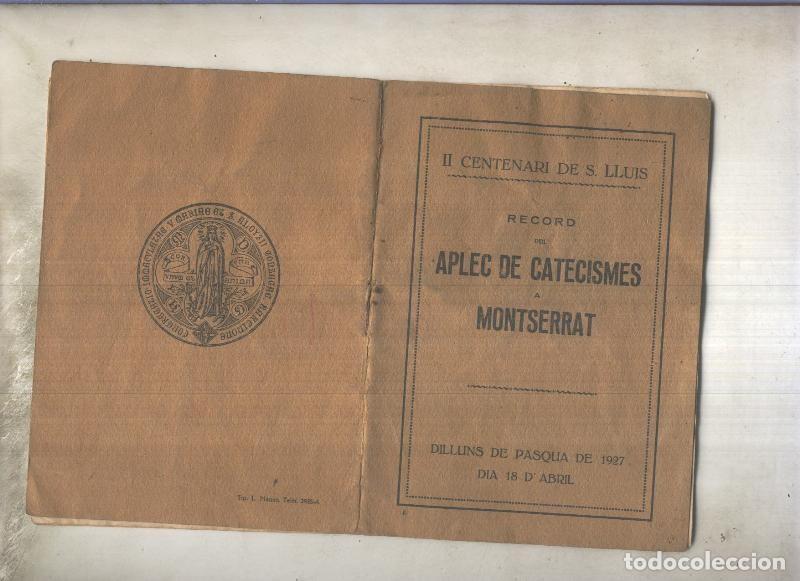 II CENTENARI DE S. LLUIS
RECORD
DEL
APLEC DE CATECISMES
A
MONTSERRAT
DILLUNS DE PASQUA DE 1927
DIA 18 D'ABRIL
todocoleccion